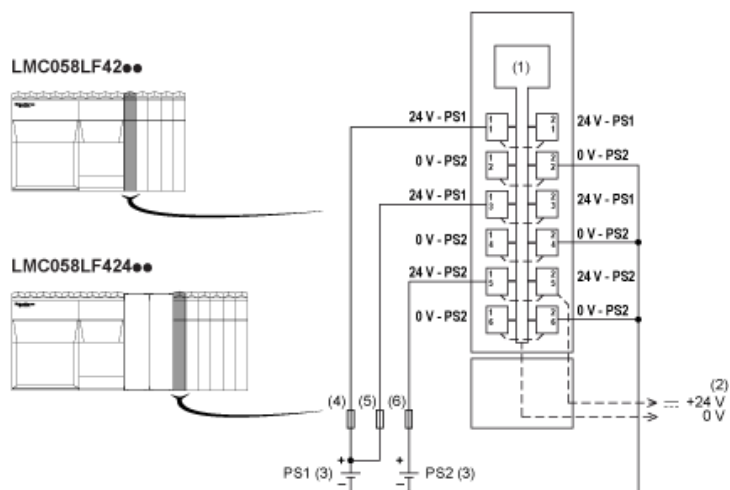 LMC058LF42●●
LMC058LF424●●
(1)
24 V - PS1
1 1
2 1
24 V - PS1
0 V - PS2
1 2
2 2
0 V - PS2
24 V - PS1
1 3
2 3
24 V - PS1
0 V - PS2
1 4
2 4
0 V - PS2
24 V - PS2
1 5
2 5
24 V - PS2
0 V - PS2
1 6
2 6
0 V - PS2
(4)
(5)
(6)
(2)
+24 V
0 V
+
PS1 (3)
−
+
PS2 (3)
−